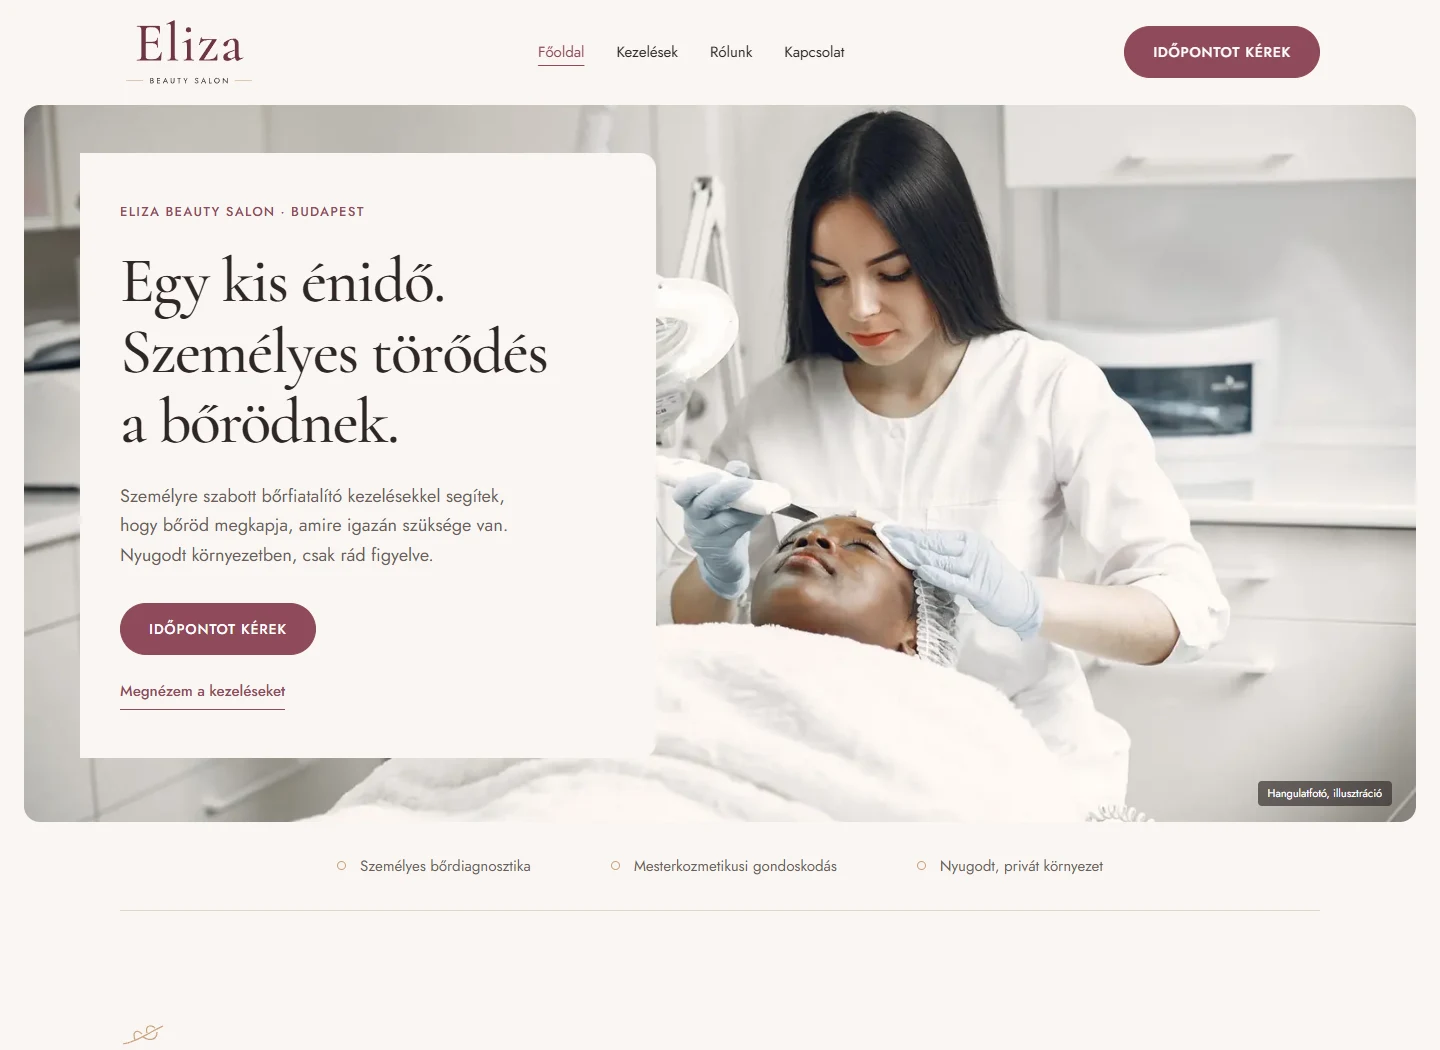 Eliza
BEAUTY SALON
Főoldal
Kezelések
Rólunk
Kapcsolat
IDŐPONTOT KÉREK
ELIZA BEAUTY SALON · BUDAPEST
Egy kis énidő.
Személyes törődés
a bőrödnek.
Személyre szabott bőrfiatalító kezelésekkel segítek,
hogy bőröd megkapja, amire igazán szüksége van.
Nyugodt környezetben, csak rád figyelve.
IDŐPONTOT KÉREK
Megnézem a kezeléseket
Hangulatfotó, illusztráció
Személyes bőrdiagnosztika
Mesterkozmetikusi gondoskodás
Nyugodt, privát környezet